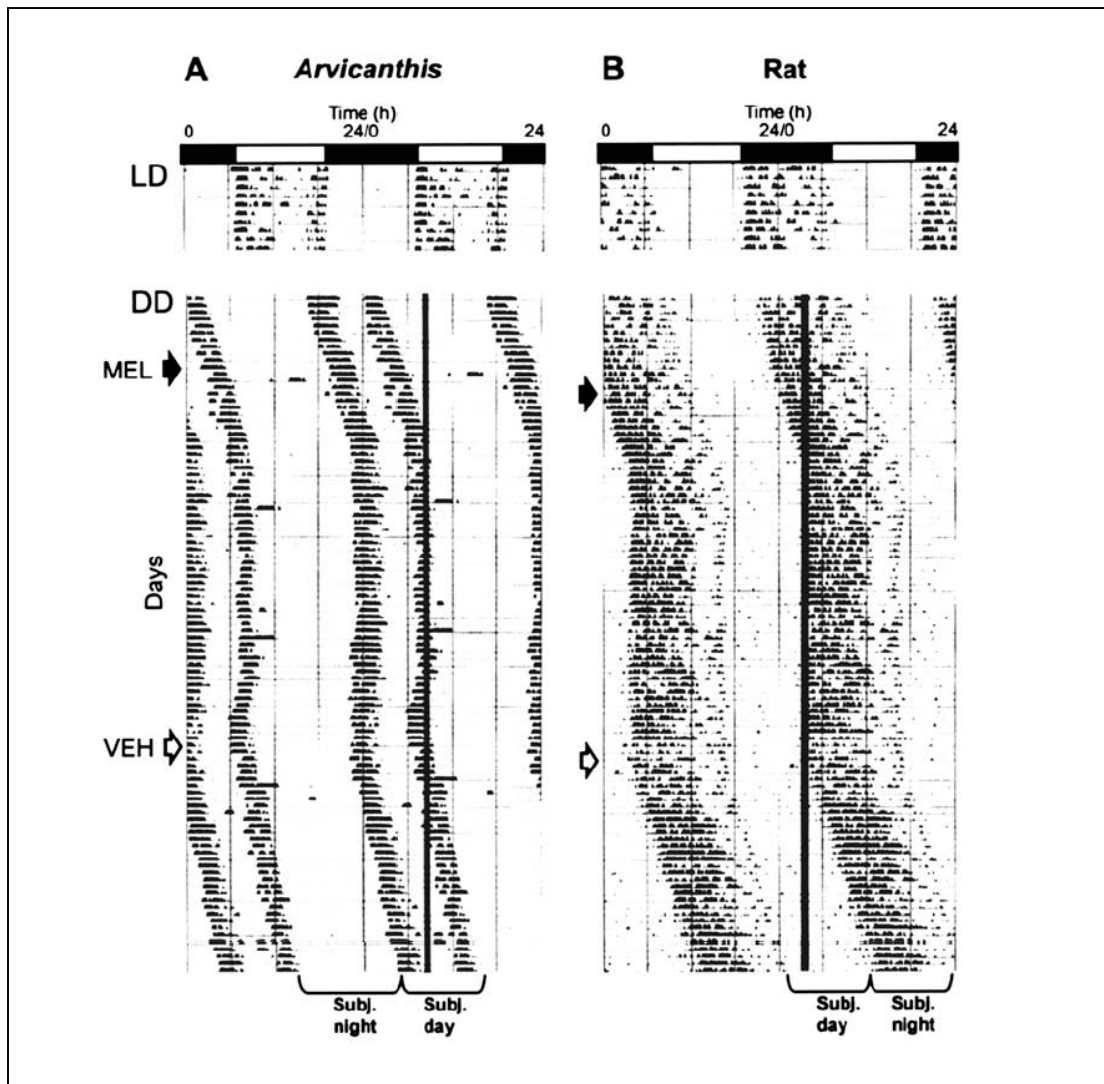 A Arvicanthis B Rat
Time (h) Time (h)
0 24/0 24 0 24/0 24
LD
DD
MEL
Days
VEH
Subj. night Subj. day Subj. day Subj. night